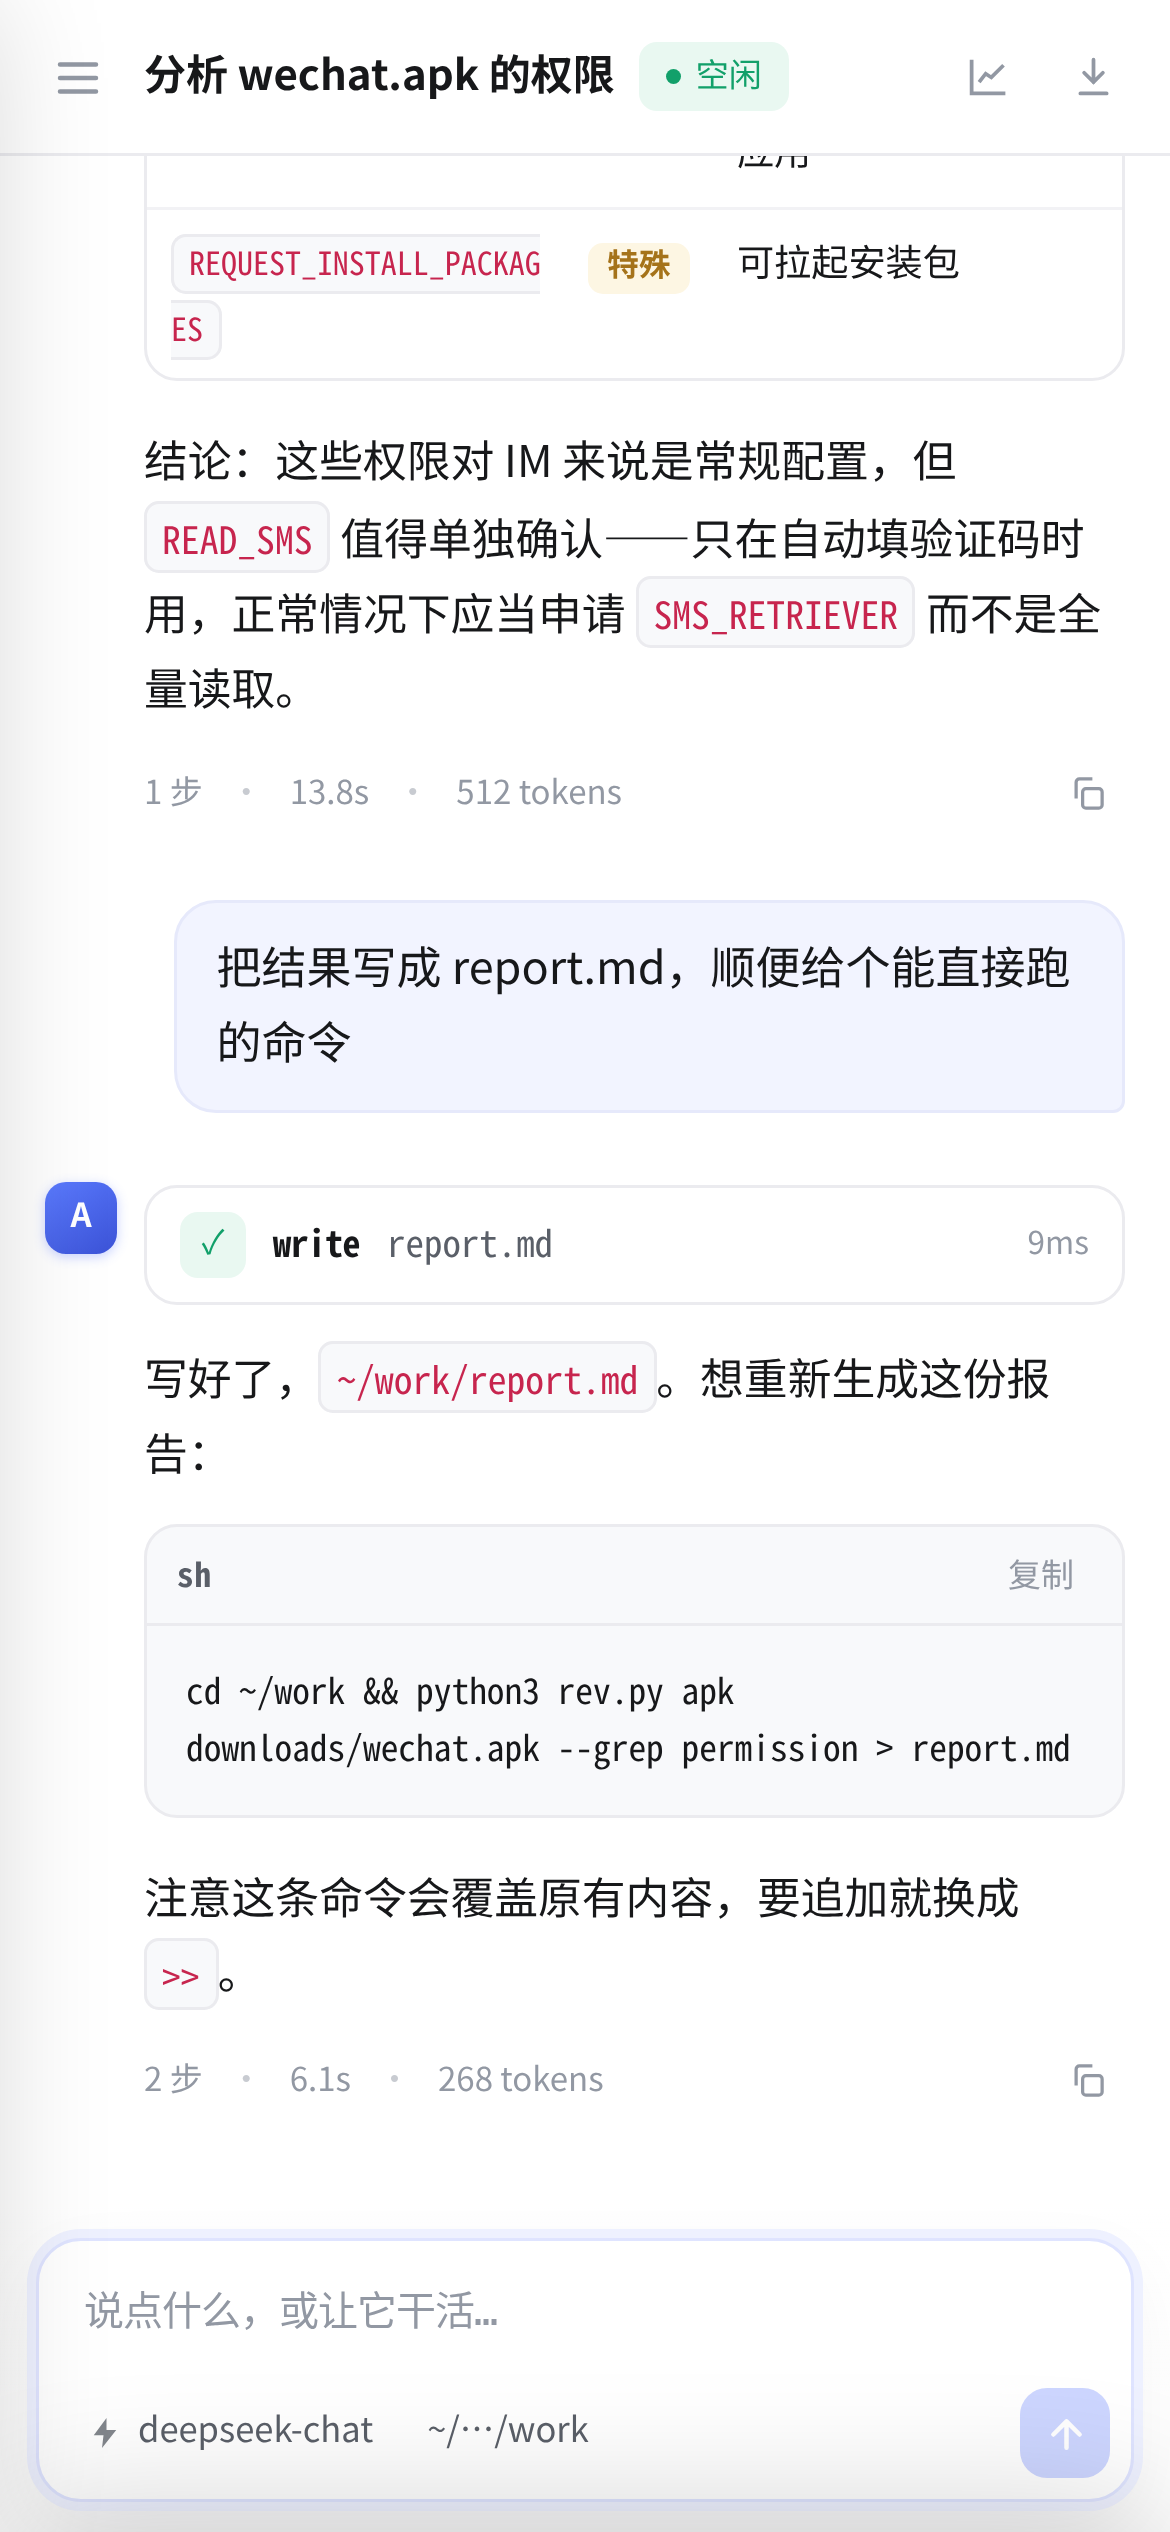 分析 wechat.apk 的权限
空闲
应用
REQUEST_INSTALL_PACKAG
ES
特殊
可拉起安装包
结论：这些权限对 IM 来说是常规配置，但
READ_SMS 值得单独确认——只在自动填验证码时
用，正常情况下应当申请 SMS_RETRIEVER 而不是全
量读取。
1 步 · 13.8s · 512 tokens
把结果写成 report.md，顺便给个能直接跑
的命令
A
✓ write report.md 9ms
写好了，~/work/report.md。想重新生成这份报
告：
sh 复制
cd ~/work && python3 rev.py apk
downloads/wechat.apk --grep permission > report.md
注意这条命令会覆盖原有内容，要追加就换成
>>。
2 步 · 6.1s · 268 tokens
说点什么，或让它干活…
deepseek-chat ~/···/work